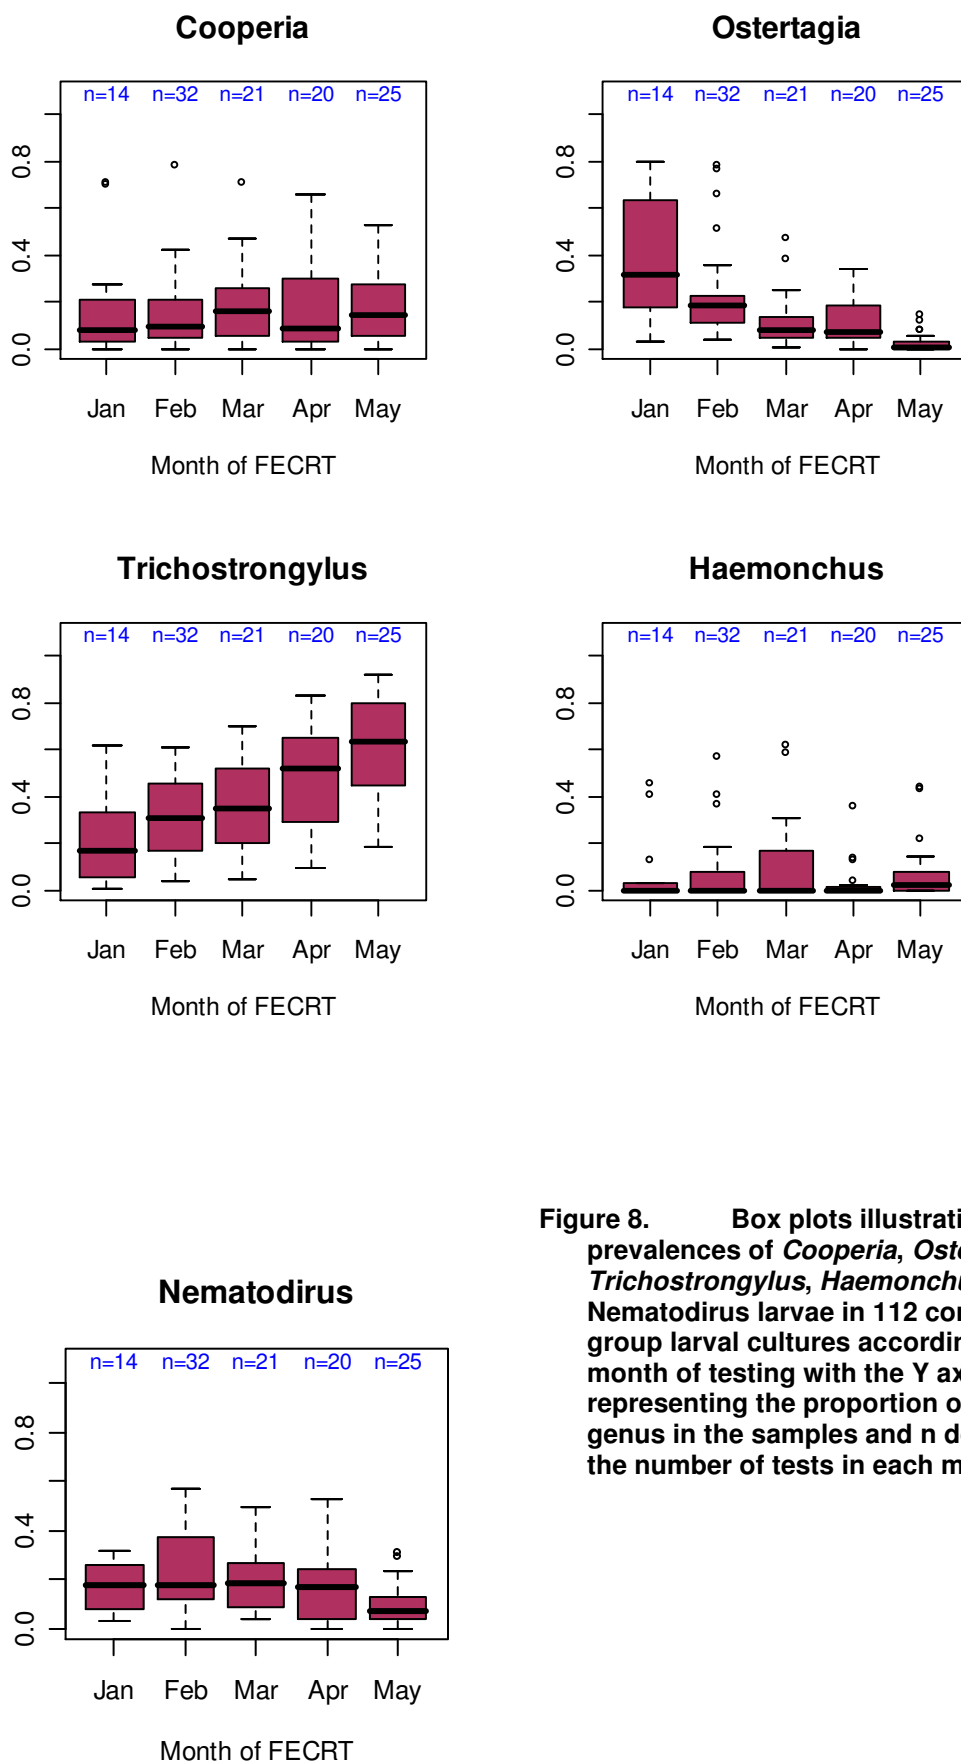 Cooperia
n=14 n=32 n=21 n=20 n=25
0.8
0.4
0.0
Jan Feb Mar Apr May
Month of FECRT
Ostertagia
n=14 n=32 n=21 n=20 n=25
0.8
0.4
0.0
Jan Feb Mar Apr May
Month of FECRT
Trichostrongylus
n=14 n=32 n=21 n=20 n=25
0.8
0.4
0.0
Jan Feb Mar Apr May
Month of FECRT
Haemonchus
n=14 n=32 n=21 n=20 n=25
0.8
0.4
0.0
Jan Feb Mar Apr May
Month of FECRT
Nematodirus
n=14 n=32 n=21 n=20 n=25
0.8
0.4
0.0
Jan Feb Mar Apr May
Month of FECRT
Figure 8. Box plots
prevalences of Cooperia,
Trichostrongylus,
Nematodirus larvae in 112
group larval cultures
month of testing with the Y
representing the proportion
genus in the samples and n
the number of tests in each